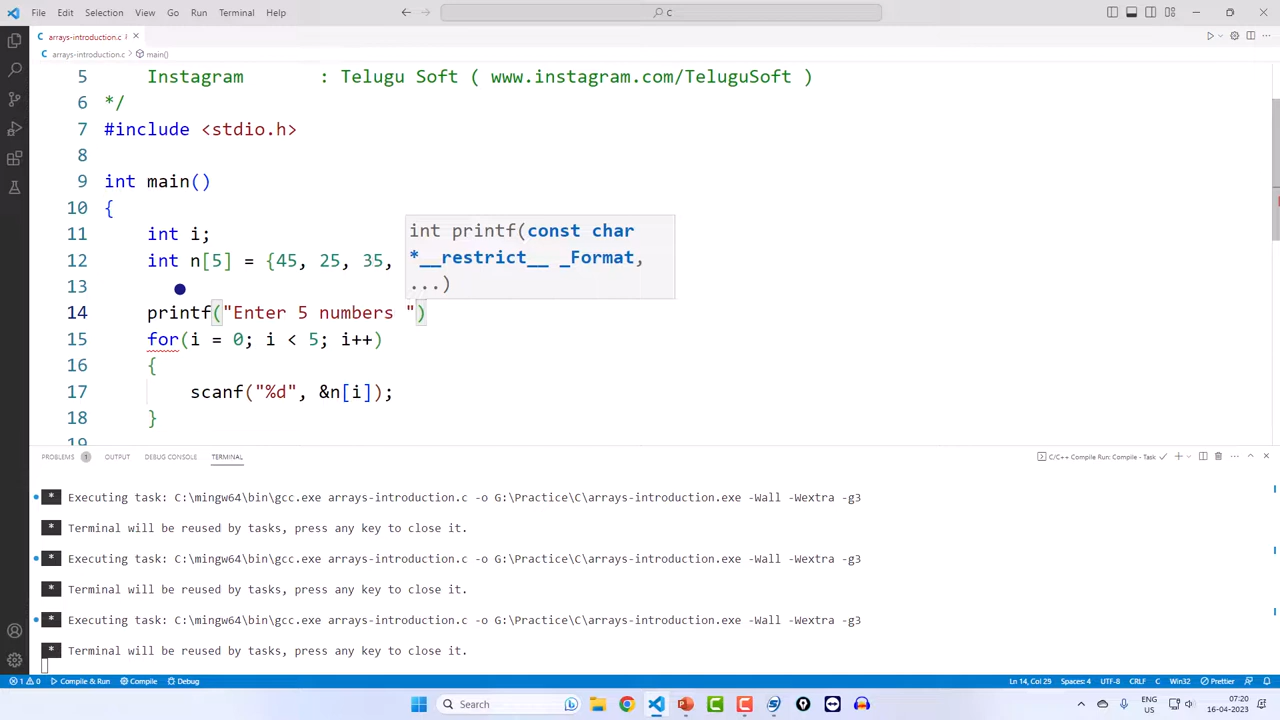 File Edit Selection View Go Run Terminal Help
C
C arrays-introduction.c
C arrays-introduction.c > main()
5 Instagram : Telugu Soft ( www.instagram.com/TeluguSoft )
6 */
7 #include <stdio.h>
8
9 int main()
10 {
11 int i;
12 int n[5] = {45, 25, 35,
int printf(const char
*__restrict__ _Format,
...)
13
14 printf("Enter 5 numbers ")
15 for(i = 0; i < 5; i++)
16 {
17 scanf("%d", &n[i]);
18 }
19
PROBLEMS 1 OUTPUT DEBUG CONSOLE TERMINAL
C/C++ Compile Run: Compile - Task
* Executing task: C:\mingw64\bin\gcc.exe arrays-introduction.c -o G:\Practice\C\arrays-introduction.exe -Wall -Wextra -g3
* Terminal will be reused by tasks, press any key to close it.
* Executing task: C:\mingw64\bin\gcc.exe arrays-introduction.c -o G:\Practice\C\arrays-introduction.exe -Wall -Wextra -g3
* Terminal will be reused by tasks, press any key to close it.
* Executing task: C:\mingw64\bin\gcc.exe arrays-introduction.c -o G:\Practice\C\arrays-introduction.exe -Wall -Wextra -g3
* Terminal will be reused by tasks, press any key to close it.
1 0 Compile & Run Compile Debug Ln 14, Col 29 Spaces: 4 UTF-8 CRLF C Win32 Prettier
Search
ENG US
07:20
16-04-2023